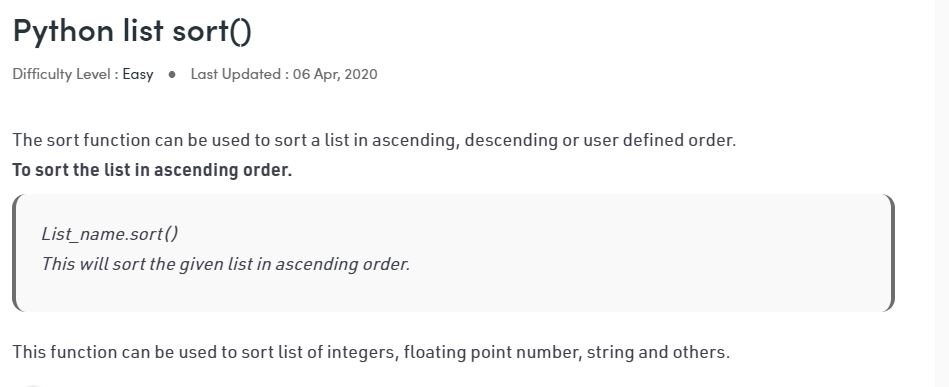 Python list sort()
Difficulty Level : Easy ● Last Updated : 06 Apr, 2020
The sort function can be used to sort a list in ascending, descending or user defined order.
To sort the list in ascending order.
List_name.sort()
This will sort the given list in ascending order.
This function can be used to sort list of integers, floating point number, string and others.